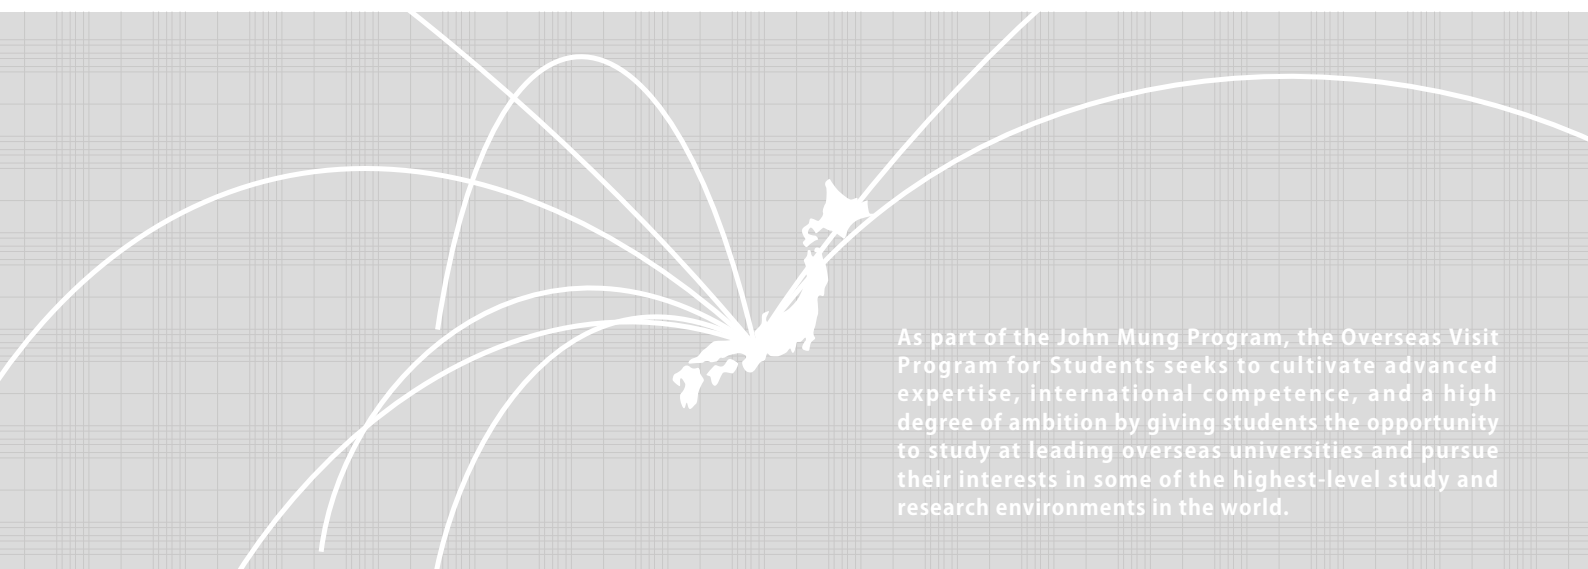 As part of the John Mung Program, the Overseas Visit
Program for Students seeks to cultivate advanced
expertise, international competence, and a high
degree of ambition by giving students the opportunity
to study at leading overseas universities and pursue
their interests in some of the highest-level study and
research environments in the world.